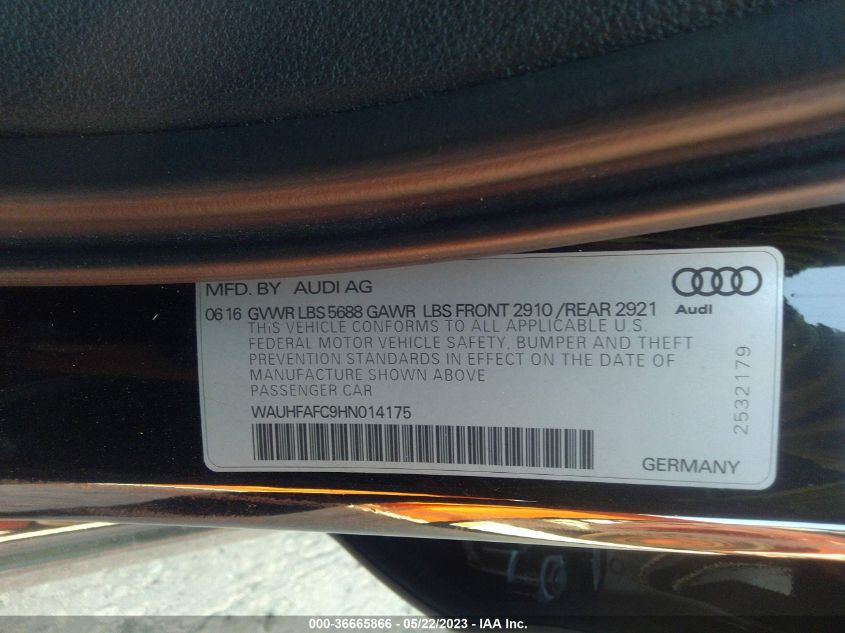 MFD. BY AUDI AG
06 16 GVWR LBS 5688 GAWR LBS FRONT 2910 /REAR 2921
THIS VEHICLE CONFORMS TO ALL APPLICABLE U.S.
FEDERAL MOTOR VEHICLE SAFETY, BUMPER AND THEFT
PREVENTION STANDARDS IN EFFECT ON THE DATE OF
MANUFACTURE SHOWN ABOVE
PASSENGER CAR
WAUHFAFC9HN014175
Audi
2532179
GERMANY
000-36665866 - 05/22/2023 - IAA Inc.